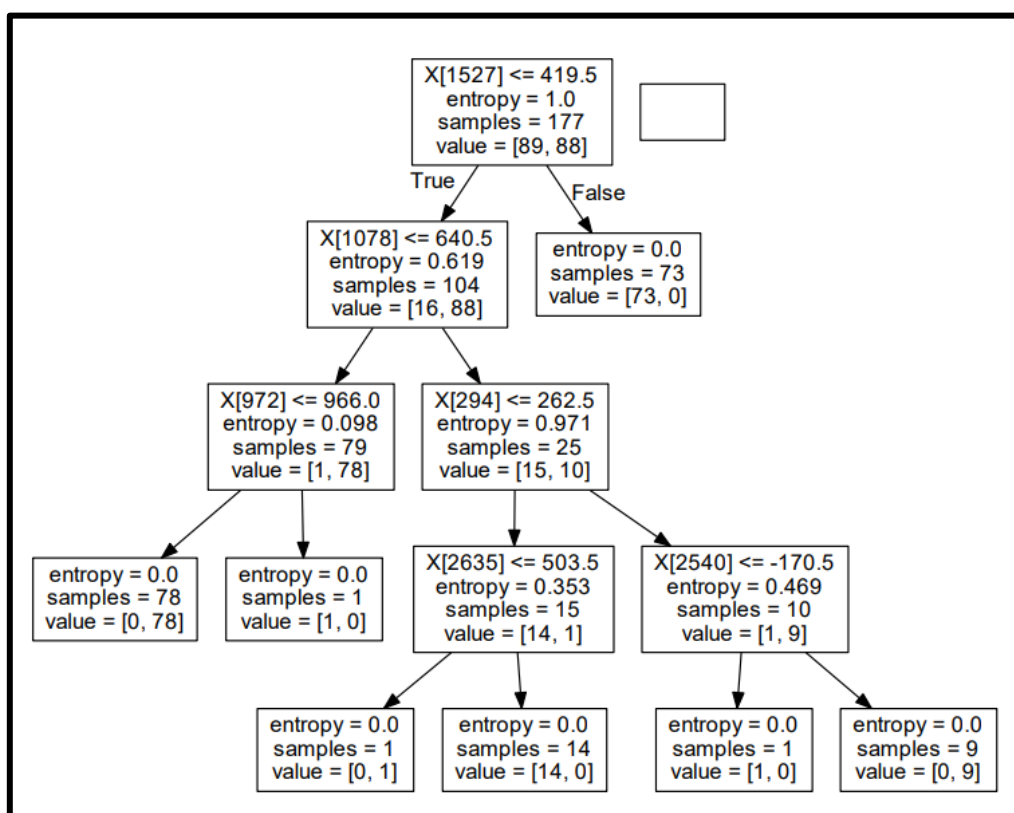 X[1527] <= 419.5
entropy = 1.0
samples = 177
value = [89, 88]
True
False
X[1078] <= 640.5
entropy = 0.619
samples = 104
value = [16, 88]
entropy = 0.0
samples = 73
value = [73, 0]
X[972] <= 966.0
entropy = 0.098
samples = 79
value = [1, 78]
X[294] <= 262.5
entropy = 0.971
samples = 25
value = [15, 10]
entropy = 0.0
samples = 78
value = [0, 78]
entropy = 0.0
samples = 1
value = [1, 0]
X[2635] <= 503.5
entropy = 0.353
samples = 15
value = [14, 1]
X[2540] <= -170.5
entropy = 0.469
samples = 10
value = [1, 9]
entropy = 0.0
samples = 1
value = [0, 1]
entropy = 0.0
samples = 14
value = [14, 0]
entropy = 0.0
samples = 1
value = [1, 0]
entropy = 0.0
samples = 9
value = [0, 9]